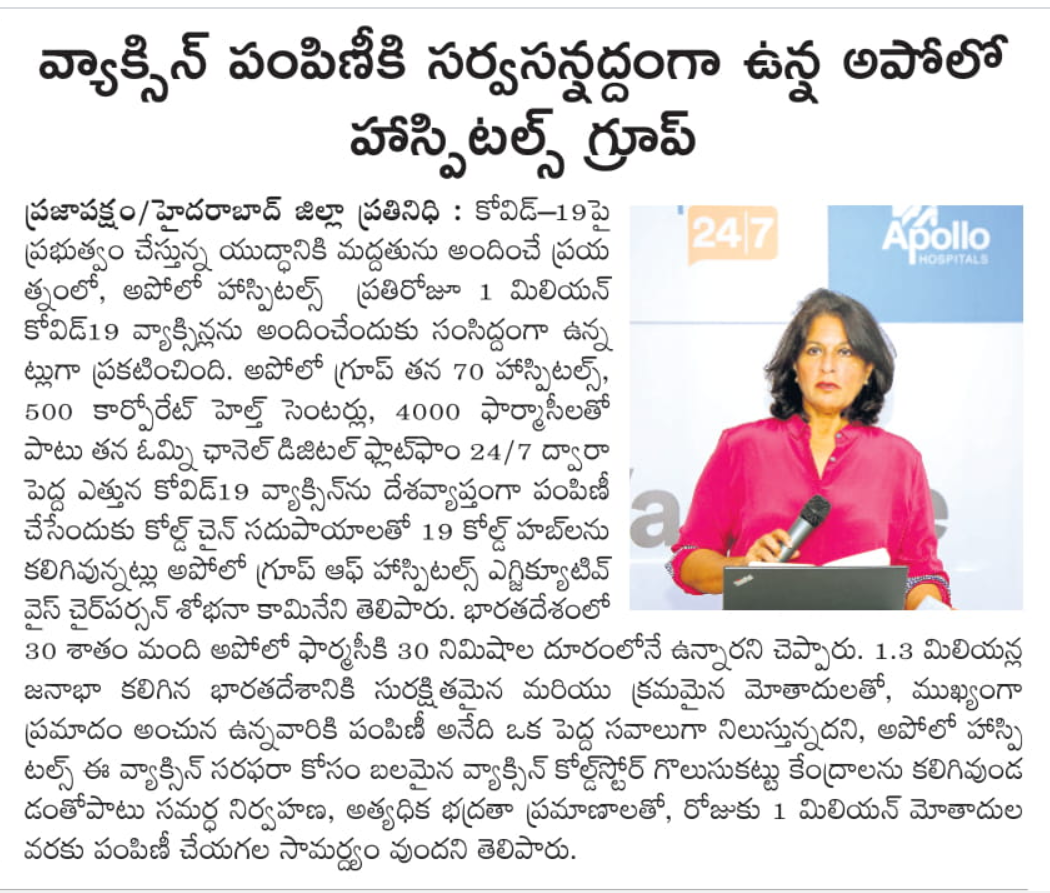 వ్యాక్సిన్ పంపిణీకి సర్వసన్నద్ధంగా ఉన్న అపోలో
హాస్పిటల్స్ గ్రూప్
ప్రజాపక్షం/హైదరాబాద్ జిల్లా ప్రతినిధి : కోవిడ్–19పై
ప్రభుత్వం చేస్తున్న యుద్ధానికి మద్దతును అందించే ప్రయ
త్నంలో, అపోలో హాస్పిటల్స్ ప్రతిరోజూ 1 మిలియన్
కోవిడ్19 వ్యాక్సిన్లను అందించేందుకు సంసిద్ధంగా ఉన్న
ట్లుగా ప్రకటించింది. అపోలో గ్రూప్ తన 70 హాస్పిటల్స్,
500 కార్పోరేట్ హెల్త్ సెంటర్లు, 4000 ఫార్మాసీలతో
పాటు తన ఓమ్ని ఛానెల్ డిజిటల్ ఫ్లాట్‌ఫాం 24/7 ద్వారా
పెద్ద ఎత్తున కోవిడ్19 వ్యాక్సిన్‌ను దేశవ్యాప్తంగా పంపిణీ
చేసేందుకు కోల్డ్ చైన్ సదుపాయాలతో 19 కోల్డ్ హబ్‌లను
కలిగివున్నట్లు అపోలో గ్రూప్ ఆఫ్ హాస్పిటల్స్ ఎగ్జిక్యూటివ్
వైస్ చైర్‌పర్సన్ శోభనా కామినేని తెలిపారు. భారతదేశంలో
30 శాతం మంది అపోలో ఫార్మసీకి 30 నిమిషాల దూరంలోనే ఉన్నారని చెప్పారు. 1.3 మిలియన్ల
జనాభా కలిగిన భారతదేశానికి సురక్షితమైన మరియు క్రమమైన మోతాదులతో, ముఖ్యంగా
ప్రమాదం అంచున ఉన్నవారికి పంపిణీ అనేది ఒక పెద్ద సవాలుగా నిలుస్తున్నదని, అపోలో హాస్పి
టల్స్ ఈ వ్యాక్సిన్ సరఫరా కోసం బలమైన వ్యాక్సిన్ కోల్డ్‌స్టోర్ గొలుసుకట్టు కేంద్రాలను కలిగివుండ
డంతోపాటు సమర్ధ నిర్వహణ, అత్యధిక భద్రతా ప్రమాణాలతో, రోజుకు 1 మిలియన్ మోతాదుల
వరకు పంపిణీ చేయగల సామర్ధ్యం వుందని తెలిపారు.
24|7
Apollo
HOSPITALS
ThinkPad